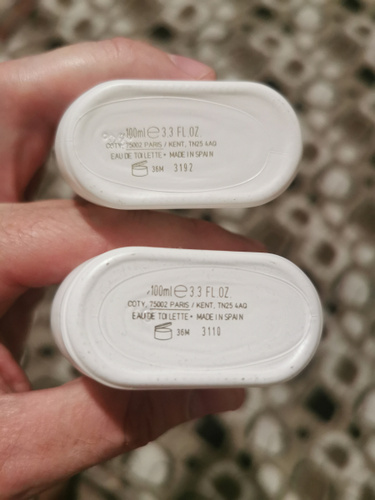 100ml ℮ 3.3 FL.OZ.
COTY, 75002 PARIS / KENT, TN25 4AQ
EAU DE TOILETTE • MADE IN SPAIN
36M 3192
100ml ℮ 3.3 FL.OZ.
COTY, 75002 PARIS / KENT, TN25 4AQ
EAU DE TOILETTE • MADE IN SPAIN
36M 3110